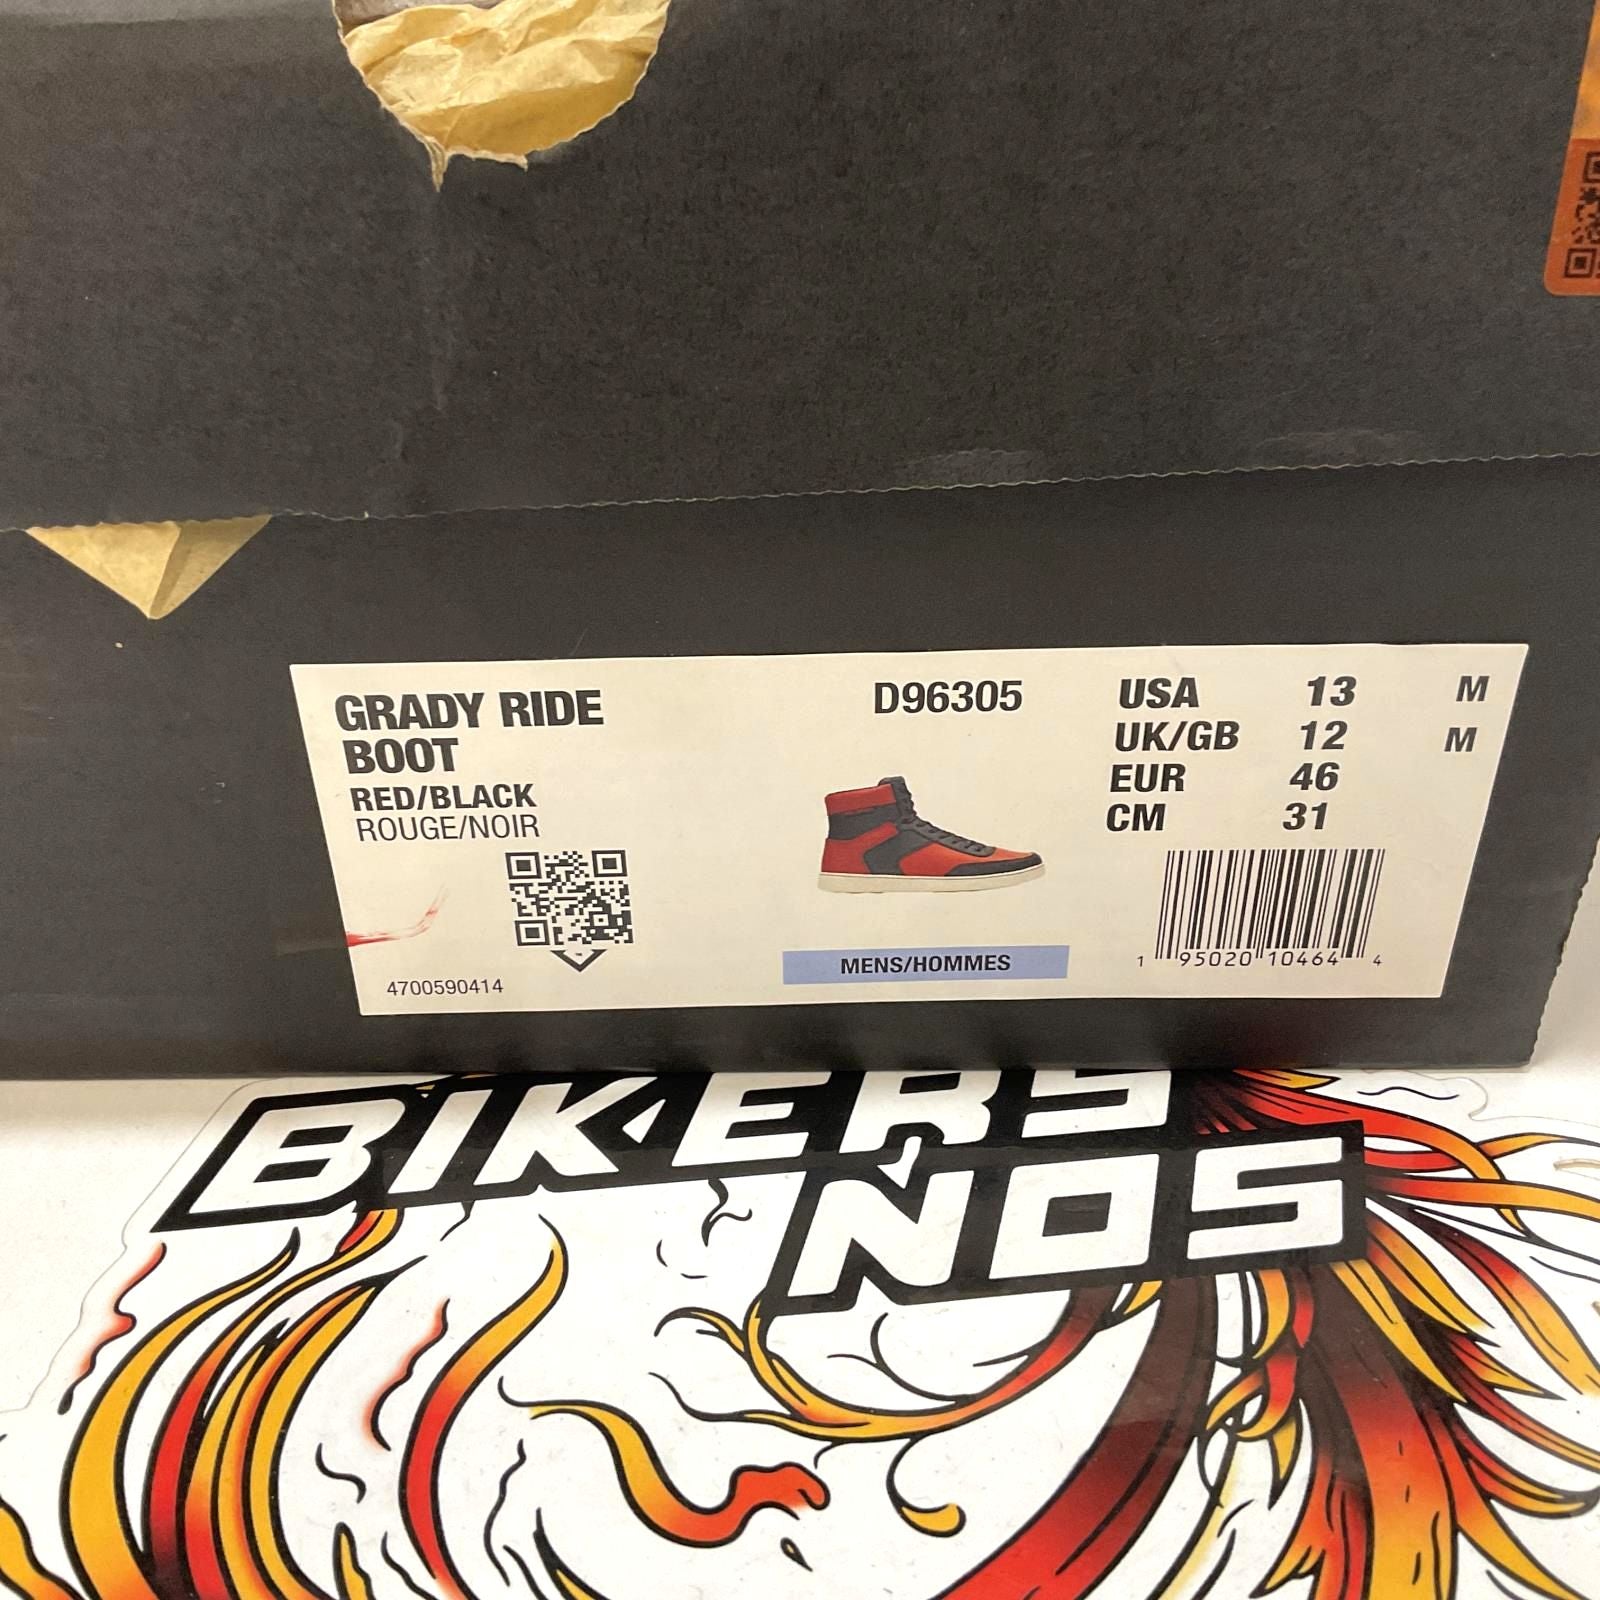 GRADY RIDE
BOOT
RED/BLACK
ROUGE/NOIR
4700590414
D96305
MENS/HOMMES
USA 13 M
UK/GB 12 M
EUR 46
CM 31
1 95020 10464 4
BIKERS
NOS